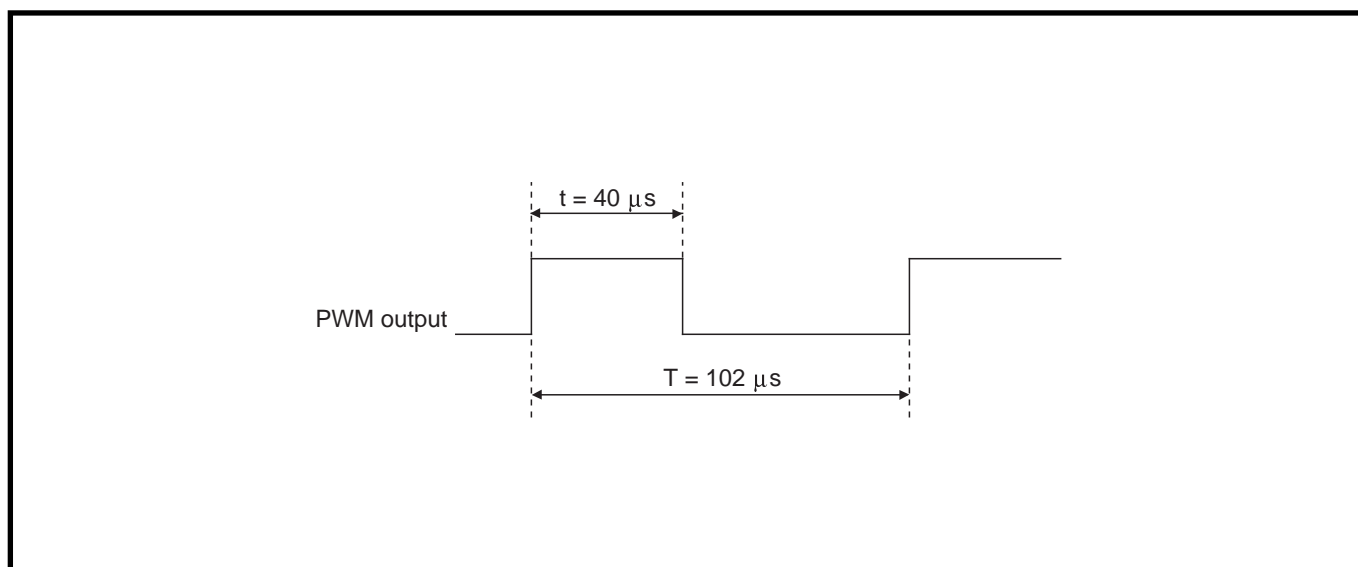 t = 40 μs
PWM output
T = 102 μs